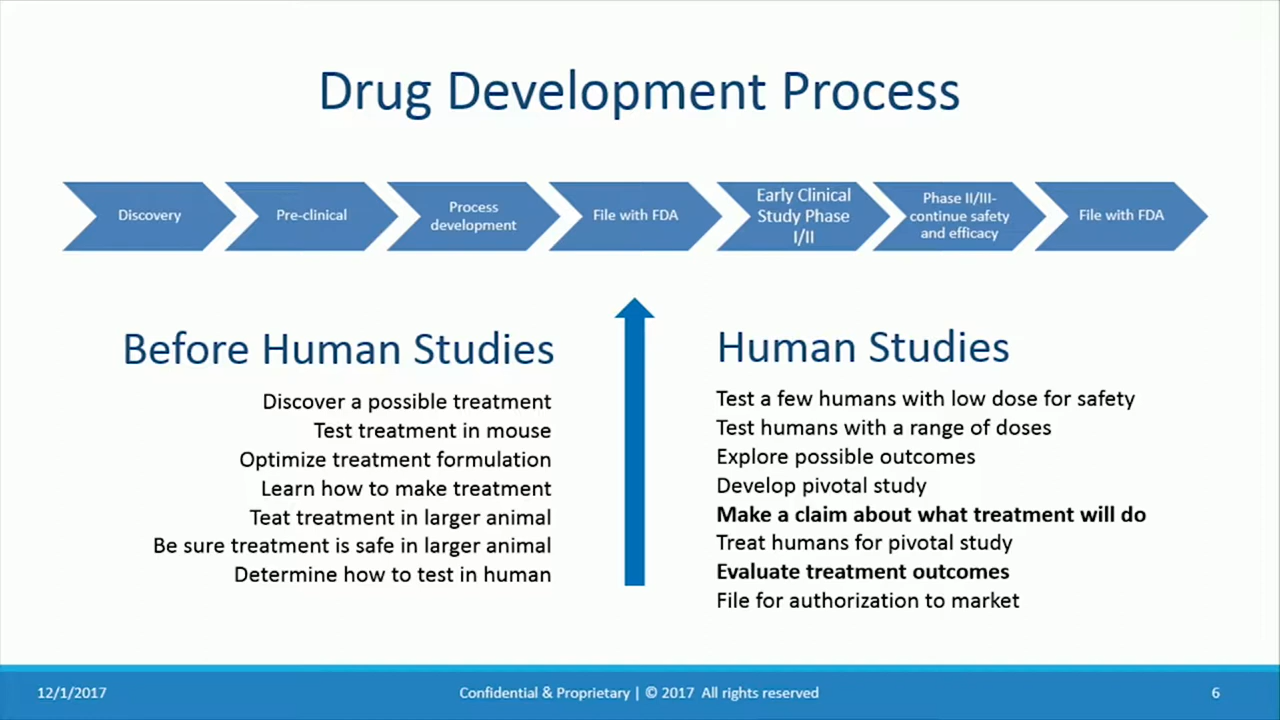 Drug Development Process
Discovery
Pre-clinical
Process
development
File with FDA
Early Clinical
Study Phase
I/II
Phase II/III-
continue safety
and efficacy
File with FDA
Before Human Studies
Discover a possible treatment
Test treatment in mouse
Optimize treatment formulation
Learn how to make treatment
Teat treatment in larger animal
Be sure treatment is safe in larger animal
Determine how to test in human
Human Studies
Test a few humans with low dose for safety
Test humans with a range of doses
Explore possible outcomes
Develop pivotal study
Make a claim about what treatment will do
Treat humans for pivotal study
Evaluate treatment outcomes
File for authorization to market
12/1/2017
Confidential & Proprietary | © 2017 All rights reserved
6